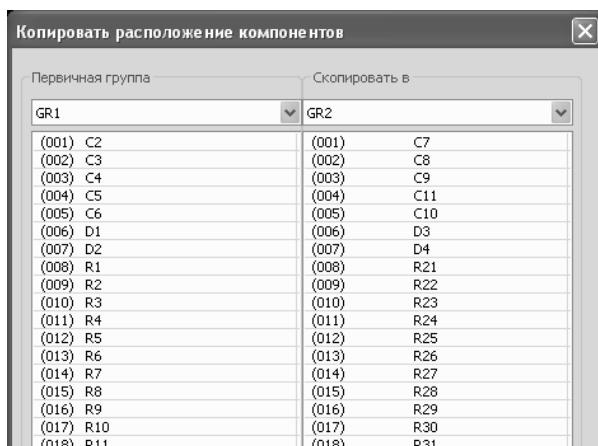 Копировать расположение компонентов
Первичная группа Скопировать в
GR1 GR2
(001) C2 (001) C7
(002) C3 (002) C8
(003) C4 (003) C9
(004) C5 (004) C11
(005) C6 (005) C10
(006) D1 (006) D3
(007) D2 (007) D4
(008) R1 (008) R21
(009) R2 (009) R22
(010) R3 (010) R23
(011) R4 (011) R24
(012) R5 (012) R25
(013) R6 (013) R26
(014) R7 (014) R27
(015) R8 (015) R28
(016) R9 (016) R29
(017) R10 (017) R30
(018) R11 (018) R31